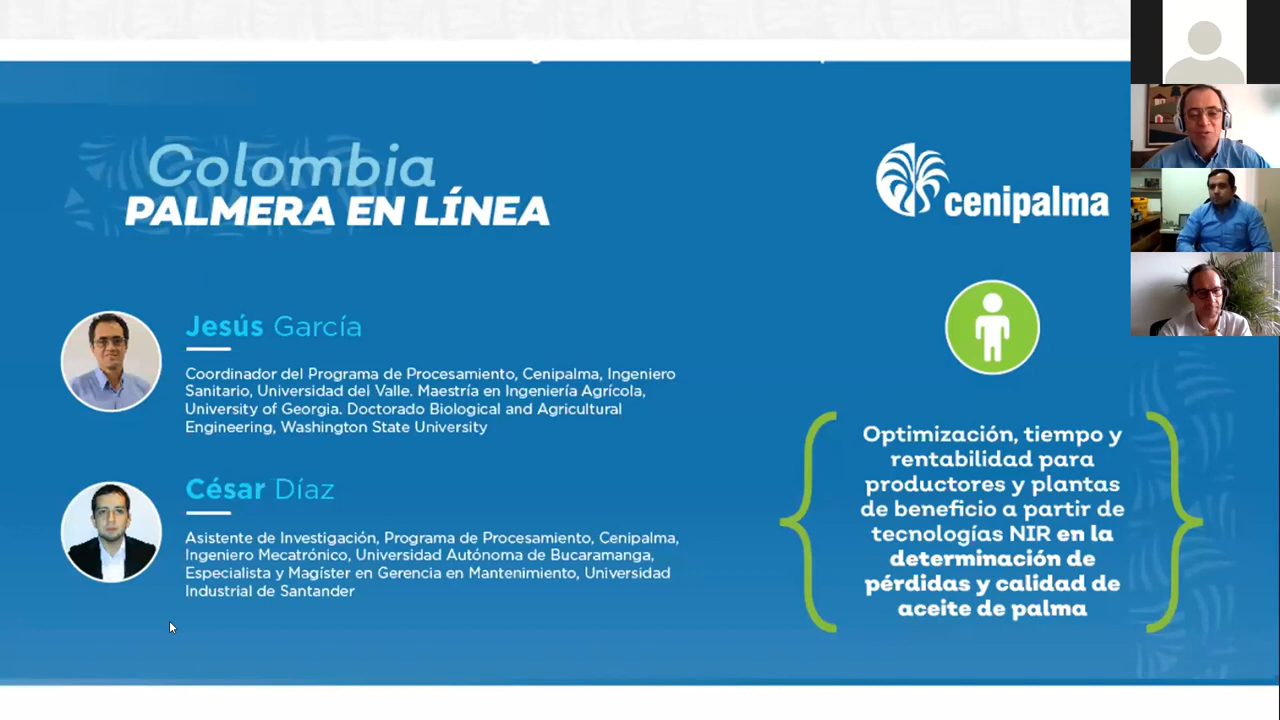 Colombia
PALMERA EN LÍNEA
cenipalma
Jesús García
Coordinador del Programa de Procesamiento, Cenipalma, Ingeniero
Sanitario, Universidad del Valle. Maestría en Ingeniería Agrícola,
University of Georgia. Doctorado Biological and Agricultural
Engineering, Washington State University
César Díaz
Asistente de Investigación, Programa de Procesamiento, Cenipalma,
Ingeniero Mecatrónico, Universidad Autónoma de Bucaramanga,
Especialista y Magíster en Gerencia en Mantenimiento, Universidad
Industrial de Santander
Optimización, tiempo y
rentabilidad para
productores y plantas
de beneficio a partir de
tecnologías NIR en la
determinación de
pérdidas y calidad de
aceite de palma